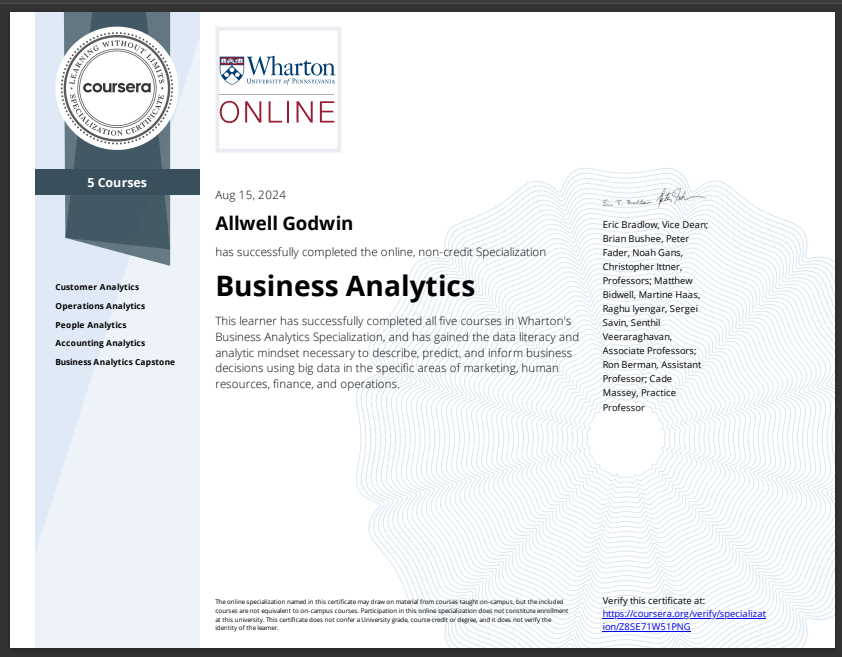 LEARNING WITHOUT LIMITS
coursera
SPECIALIZATION CERTIFICATE
5 Courses
Customer Analytics
Operations Analytics
People Analytics
Accounting Analytics
Business Analytics Capstone
Wharton
UNIVERSITY OF PENNSYLVANIA
ONLINE
Aug 15, 2024
Allwell Godwin
has successfully completed the online, non-credit Specialization
Business Analytics
This learner has successfully completed all five courses in Wharton's
Business Analytics Specialization, and has gained the data literacy and
analytic mindset necessary to describe, predict, and inform business
decisions using big data in the specific areas of marketing, human
resources, finance, and operations.
Eric T. Bradlow
Eric Bradlow, Vice Dean;
Brian Bushee, Peter
Fader, Noah Gans,
Christopher Ittner,
Professors; Matthew
Bidwell, Martine Haas,
Raghu Iyengar, Sergei
Savin, Senthil
Veeraraghavan,
Associate Professors;
Ron Berman, Assistant
Professor; Cade
Massey, Practice
Professor
The online specialization named in this certificate may draw on material from courses taught on-campus, but the included
courses are not equivalent to on-campus courses. Participation in this online specialization does not constitute enrollment
at this university. This certificate does not confer a University grade, course credit or degree, and it does not verify the
identity of the learner.
Verify this certificate at:
https://coursera.org/verify/specializat
ion/Z8SE71W51PNG